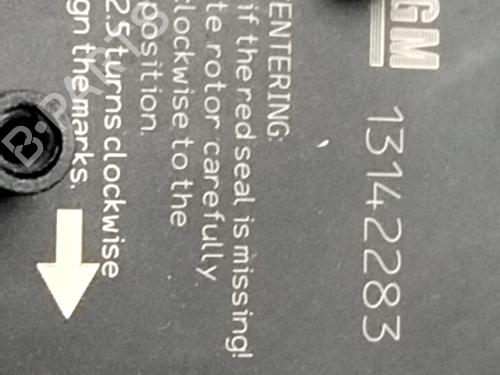 GM
13142283
ENTERING:
if the red seal is missing!
te rotor carefully
clockwise to the
position.
2.5 turns clockwise
gn the marks.
B-PARTS